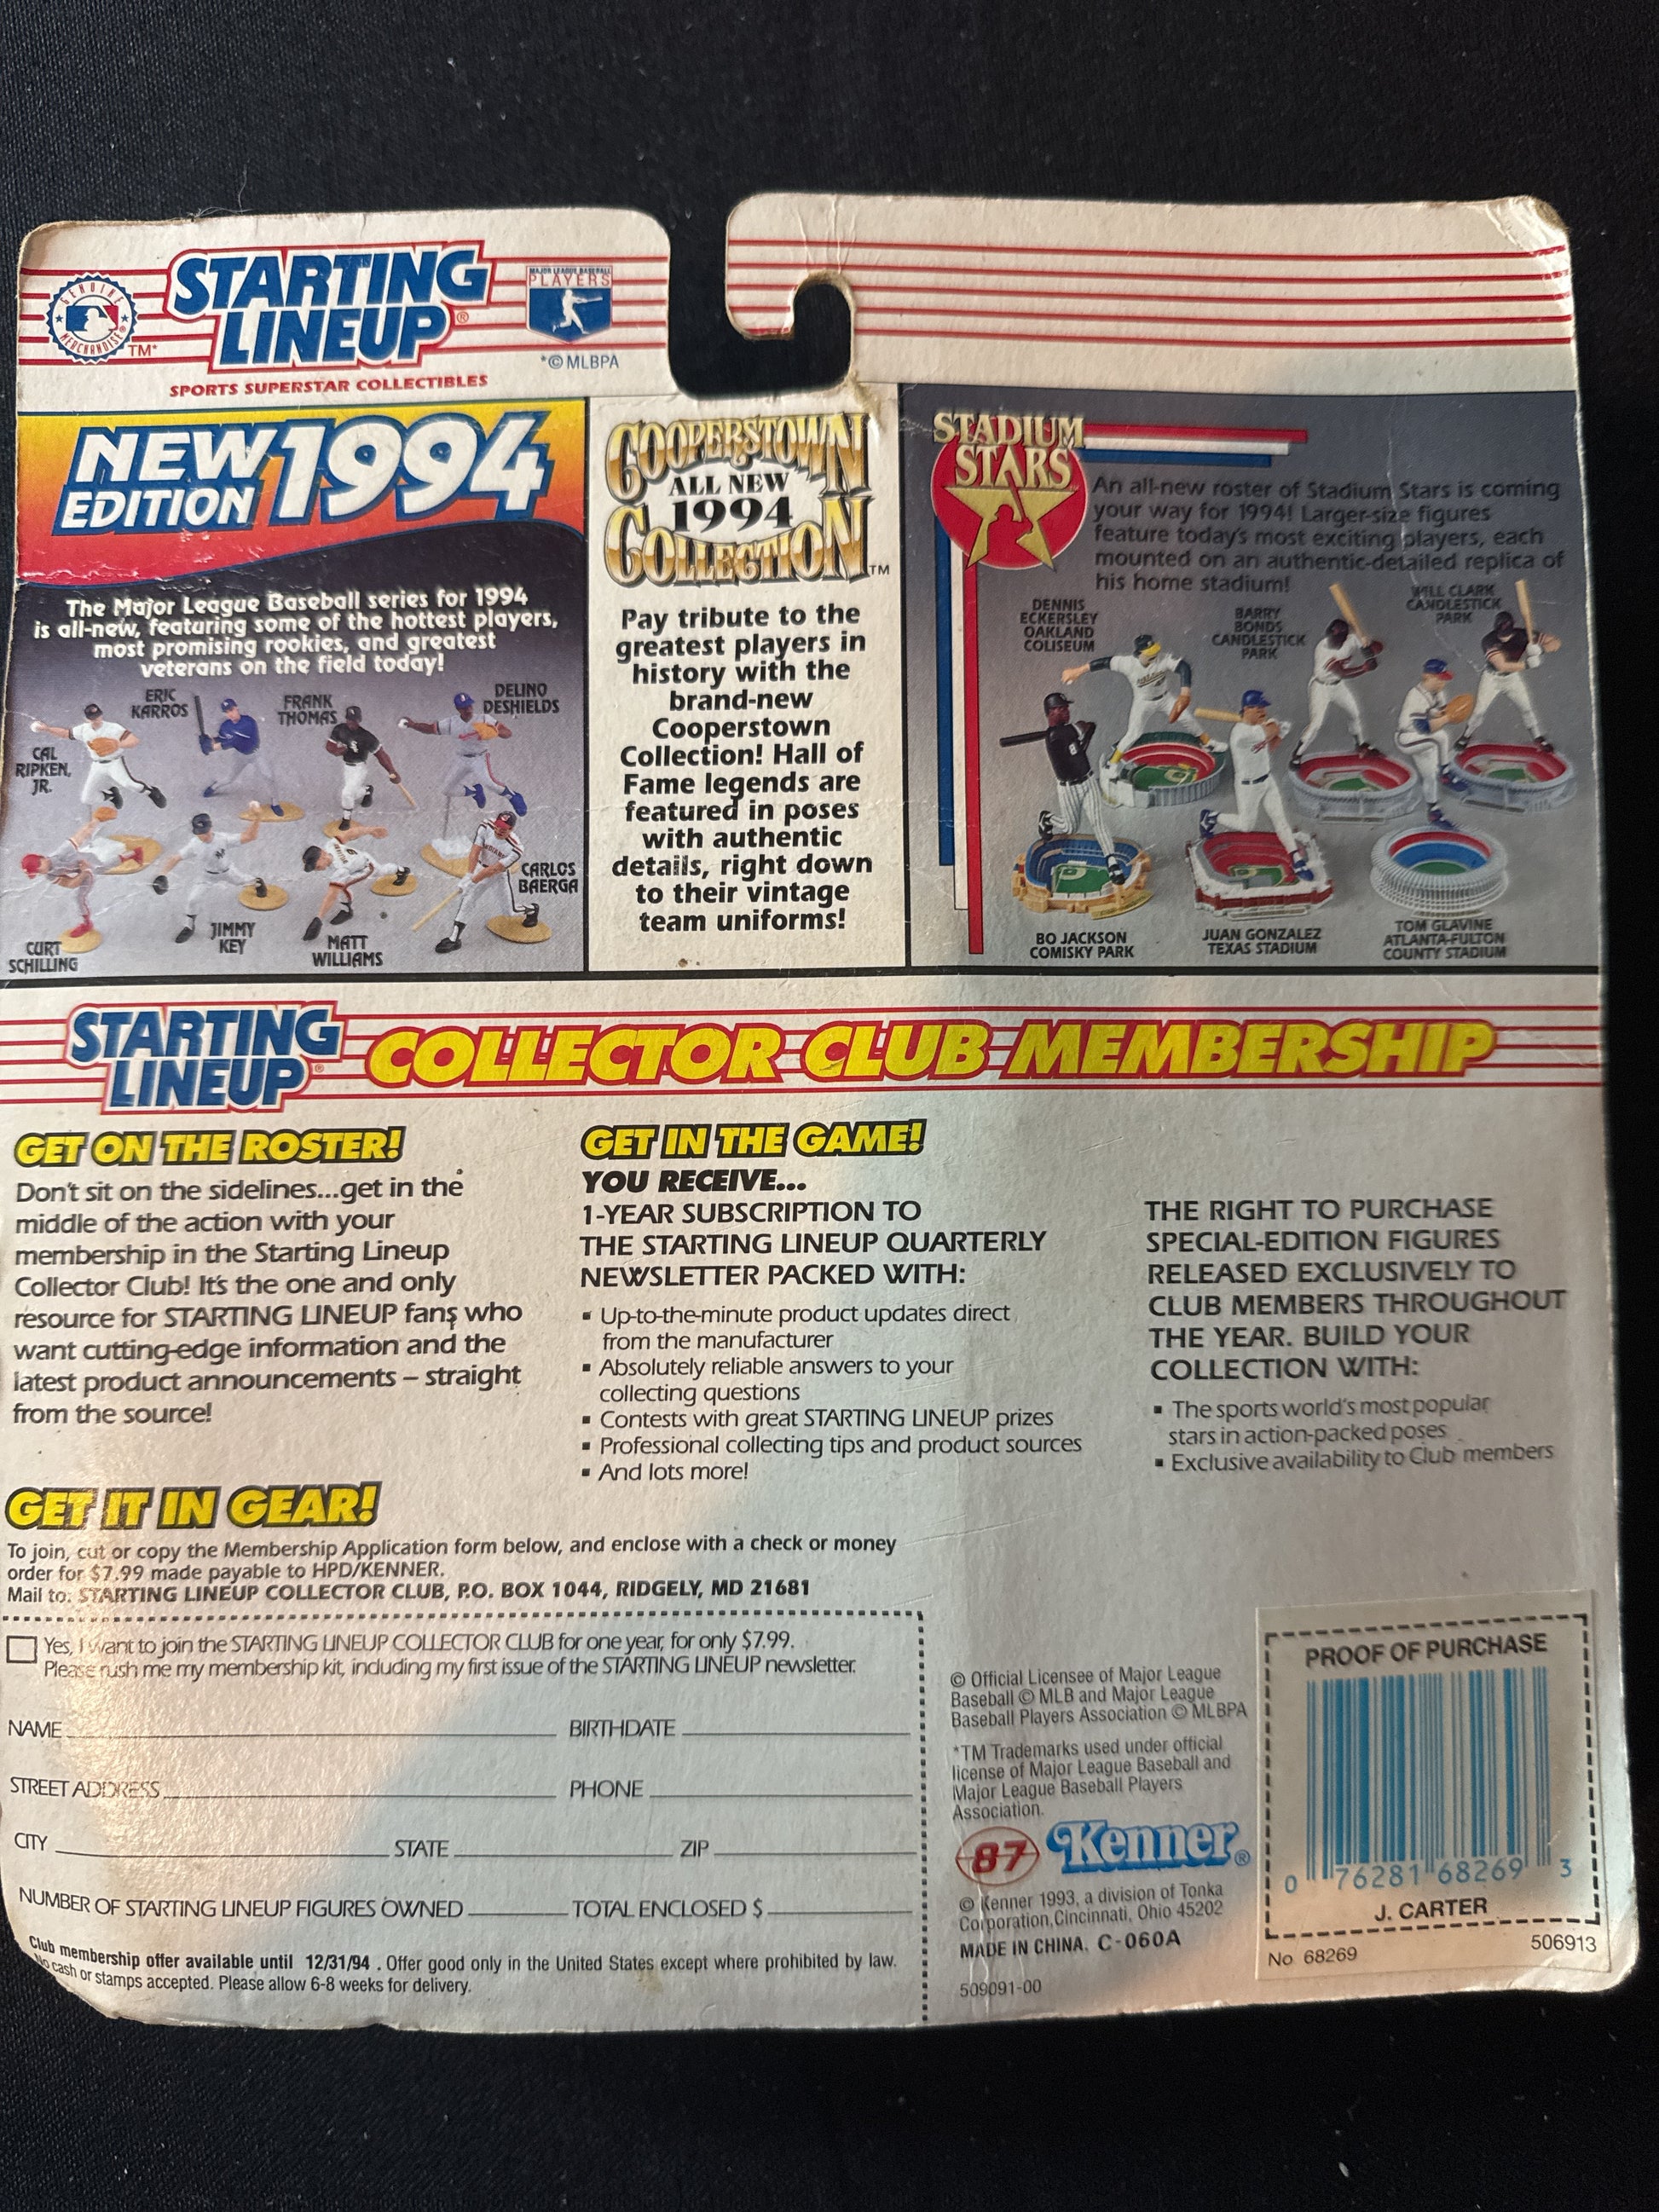 GENUINE
MERCHANDISE
TM*
STARTING
LINEUP®
SPORTS SUPERSTAR COLLECTIBLES
MAJOR LEAGUE BASEBALL
PLAYERS
*© MLBPA
NEW
EDITION
1994
The Major League Baseball series for 1994
is all-new, featuring some of the hottest players,
most promising rookies, and greatest
veterans on the field today!
CAL
RIPKEN,
JR.
ERIC
KARROS
FRANK
THOMAS
DELINO
DESHIELDS
CURT
SCHILLING
JIMMY
KEY
MATT
WILLIAMS
CARLOS
BAERGA
COOPERSTOWN
ALL NEW
1994
COLLECTION™
Pay tribute to the
greatest players in
history with the
brand-new
Cooperstown
Collection! Hall of
Fame legends are
featured in poses
with authentic
details, right down
to their vintage
team uniforms!
STADIUM
STARS
An all-new roster of Stadium Stars is coming
your way for 1994! Larger-size figures
feature today's most exciting players, each
mounted on an authentic-detailed replica of
his home stadium!
DENNIS
ECKERSLEY
OAKLAND
COLISEUM
BARRY
BONDS
CANDLESTICK
PARK
WILL CLARK
CANDLESTICK
PARK
8
BO JACKSON
COMISKY PARK
JUAN GONZALEZ
TEXAS STADIUM
TOM GLAVINE
ATLANTA-FULTON
COUNTY STADIUM
STARTING
LINEUP®
COLLECTOR CLUB MEMBERSHIP
GET ON THE ROSTER!
Don't sit on the sidelines...get in the
middle of the action with your
membership in the Starting Lineup
Collector Club! It's the one and only
resource for STARTING LINEUP fans who
want cutting-edge information and the
latest product announcements – straight
from the source!
GET IN THE GAME!
YOU RECEIVE...
1-YEAR SUBSCRIPTION TO
THE STARTING LINEUP QUARTERLY
NEWSLETTER PACKED WITH:
▪ Up-to-the-minute product updates direct
from the manufacturer
▪ Absolutely reliable answers to your
collecting questions
▪ Contests with great STARTING LINEUP prizes
▪ Professional collecting tips and product sources
▪ And lots more!
THE RIGHT TO PURCHASE
SPECIAL-EDITION FIGURES
RELEASED EXCLUSIVELY TO
CLUB MEMBERS THROUGHOUT
THE YEAR. BUILD YOUR
COLLECTION WITH:
▪ The sports world's most popular
stars in action-packed poses
▪ Exclusive availability to Club members
GET IT IN GEAR!
To join, cut or copy the Membership Application form below, and enclose with a check or money
order for $7.99 made payable to HPD/KENNER.
Mail to: STARTING LINEUP COLLECTOR CLUB, P.O. BOX 1044, RIDGELY, MD 21681
Yes, I want to join the STARTING LINEUP COLLECTOR CLUB for one year, for only $7.99.
Please rush me my membership kit, including my first issue of the STARTING LINEUP newsletter.
NAME BIRTHDATE
STREET ADDRESS PHONE
CITY STATE ZIP
NUMBER OF STARTING LINEUP FIGURES OWNED TOTAL ENCLOSED $
Club membership offer available until 12/31/94 . Offer good only in the United States except where prohibited by law.
No cash or stamps accepted. Please allow 6-8 weeks for delivery.
© Official Licensee of Major League
Baseball © MLB and Major League
Baseball Players Association © MLBPA
*TM Trademarks used under official
license of Major League Baseball and
Major League Baseball Players
Association.
87 Kenner®
© Kenner 1993, a division of Tonka
Corporation, Cincinnati, Ohio 45202
MADE IN CHINA. C-060A
509091-00
PROOF OF PURCHASE
0 76281 68269 3
J. CARTER
No 68269 506913